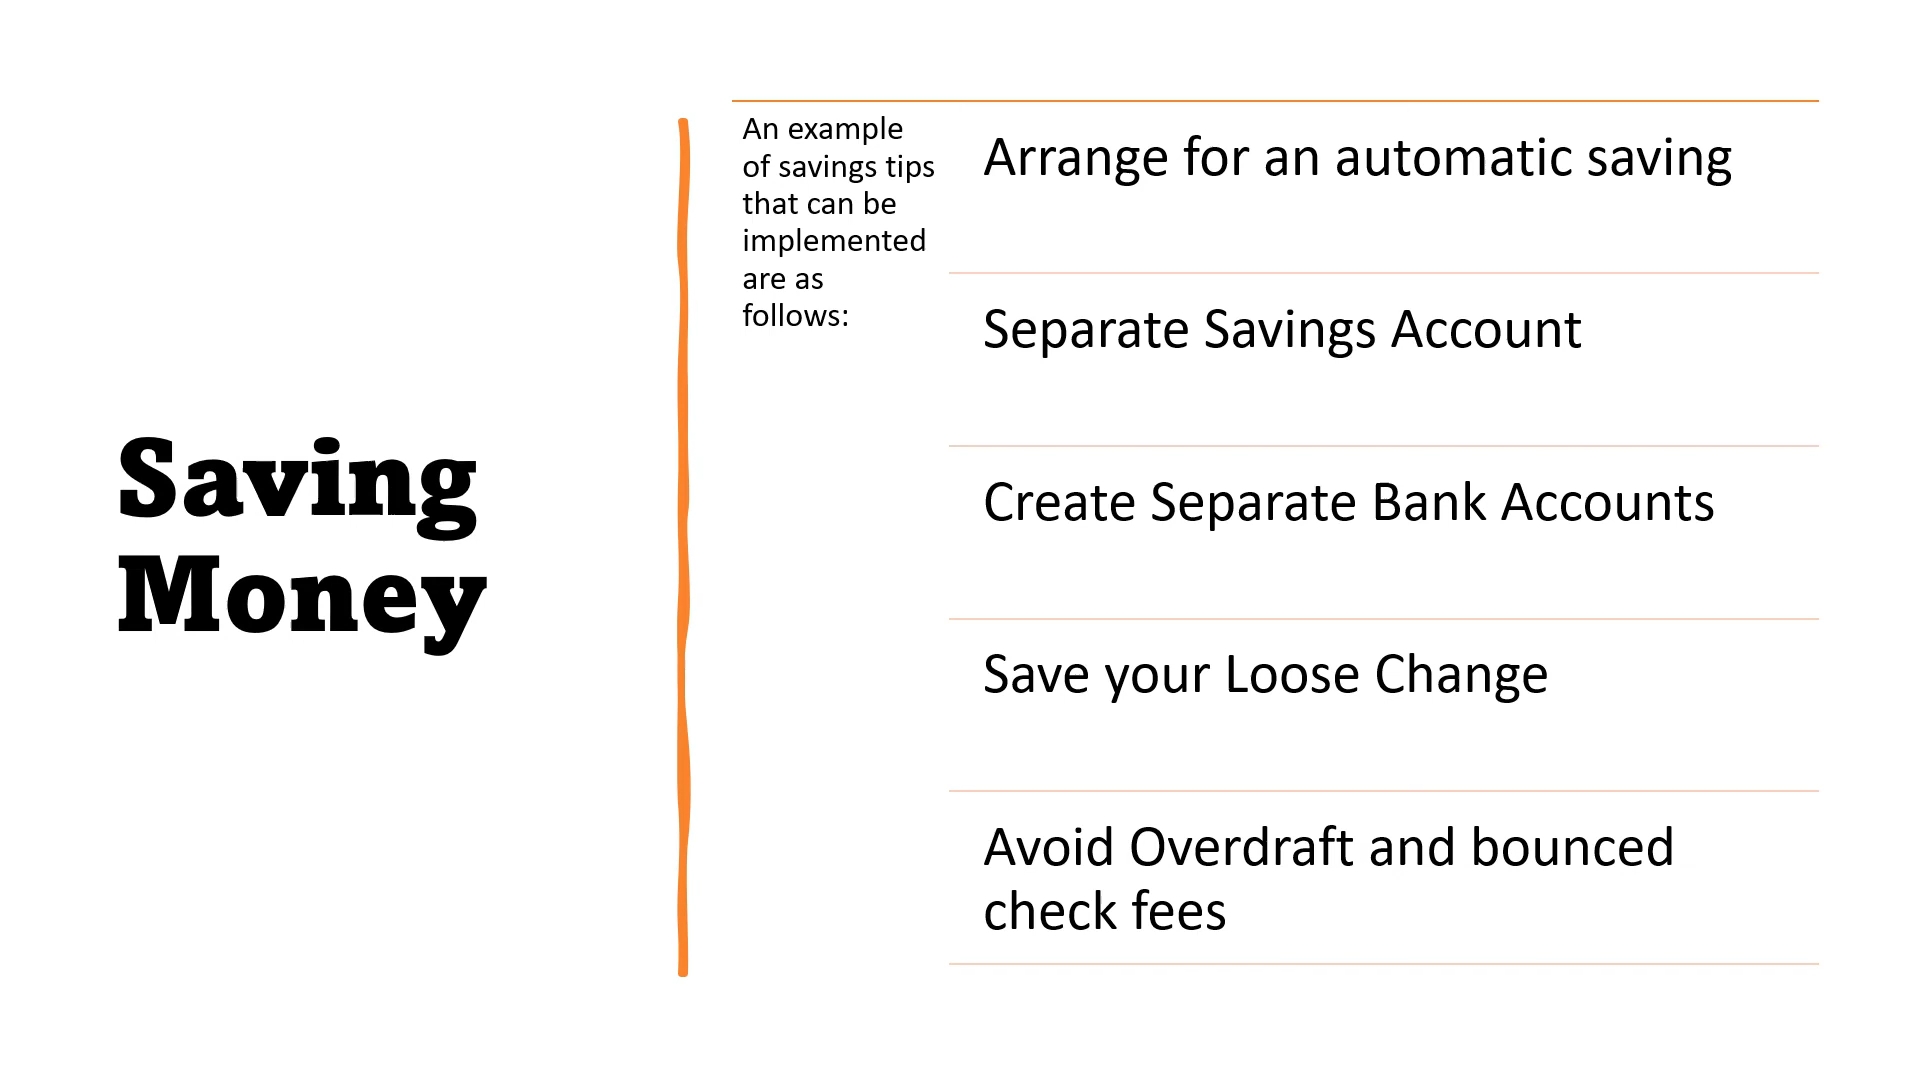 Saving
Money
An example
of savings tips
that can be
implemented
are as
follows:
Arrange for an automatic saving
Separate Savings Account
Create Separate Bank Accounts
Save your Loose Change
Avoid Overdraft and bounced
check fees